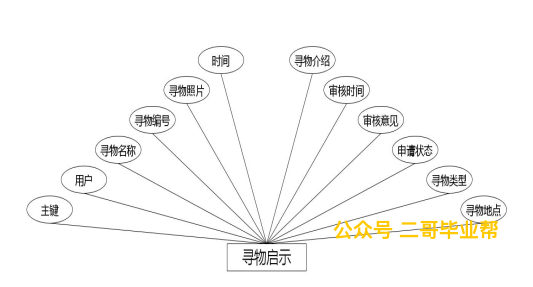 时间
寻物介绍
寻物照片
审核时间
寻物编号
审核意见
寻物名称
申请状态
用户
寻物类型
主键
寻物地点
公众号 二哥毕业帮
寻物启示